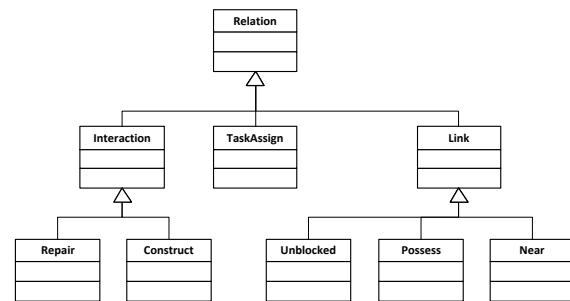 Relation
Interaction TaskAssign Link
Repair Construct Unblocked Possess Near